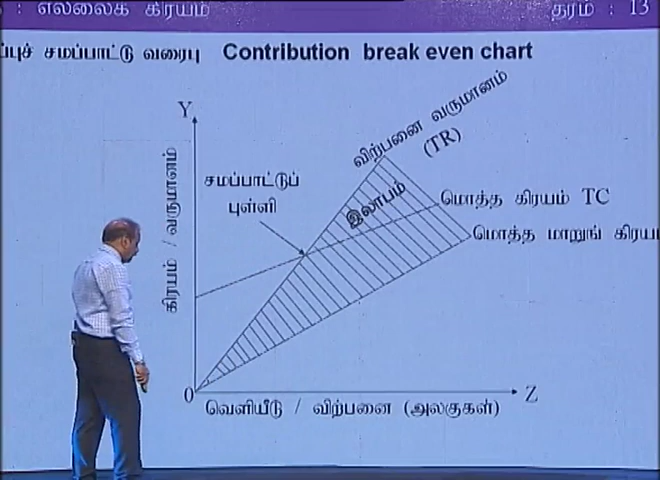 : எல்லைக் கிரயம்
தரம் : 13
சமப்பாட்டு வரைபு Contribution break even chart
Y
விற்பனை வருமானம்
(TR)
சமப்பாட்டுப்
புள்ளி
இலாபம்
மொத்த கிரயம் TC
மொத்த மாறுங்
கிரயம் / வருமானம்
0
Z
வெளியீடு / விற்பனை (அலகுகள்)